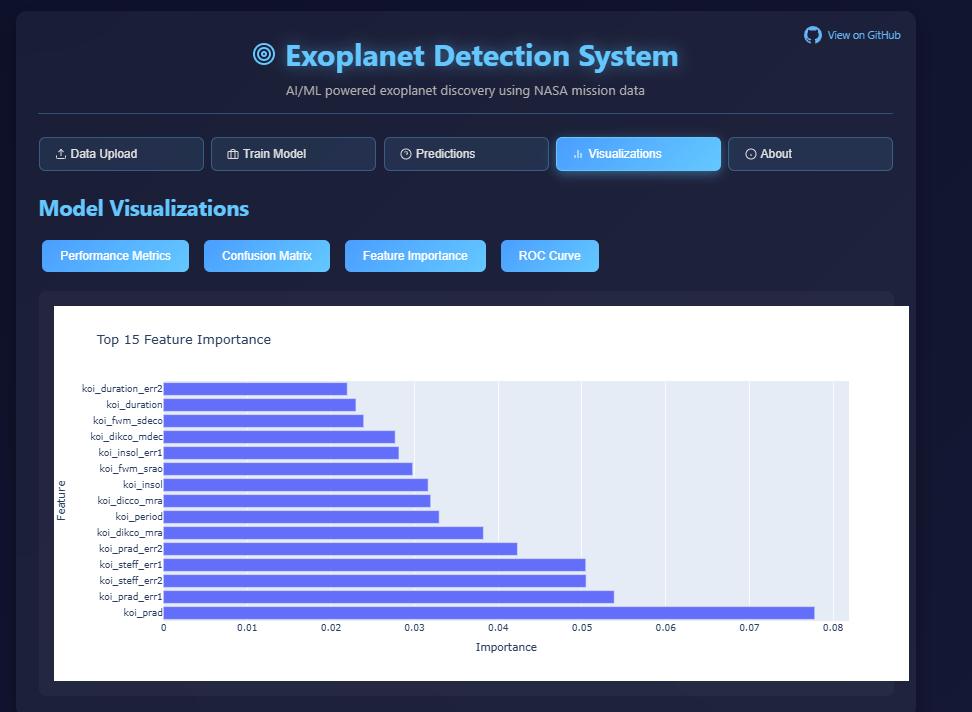 View on GitHub
Exoplanet Detection System
AI/ML powered exoplanet discovery using NASA mission data
Data Upload Train Model Predictions Visualizations About
Model Visualizations
Performance Metrics Confusion Matrix Feature Importance ROC Curve
Top 15 Feature Importance
Feature
koi_duration_err2
koi_duration
koi_fwm_sdeco
koi_dikco_mdec
koi_insol_err1
koi_fwm_srao
koi_insol
koi_dicco_mra
koi_period
koi_dikco_mra
koi_prad_err2
koi_steff_err1
koi_steff_err2
koi_prad_err1
koi_prad
0 0.01 0.02 0.03 0.04 0.05 0.06 0.07 0.08
Importance